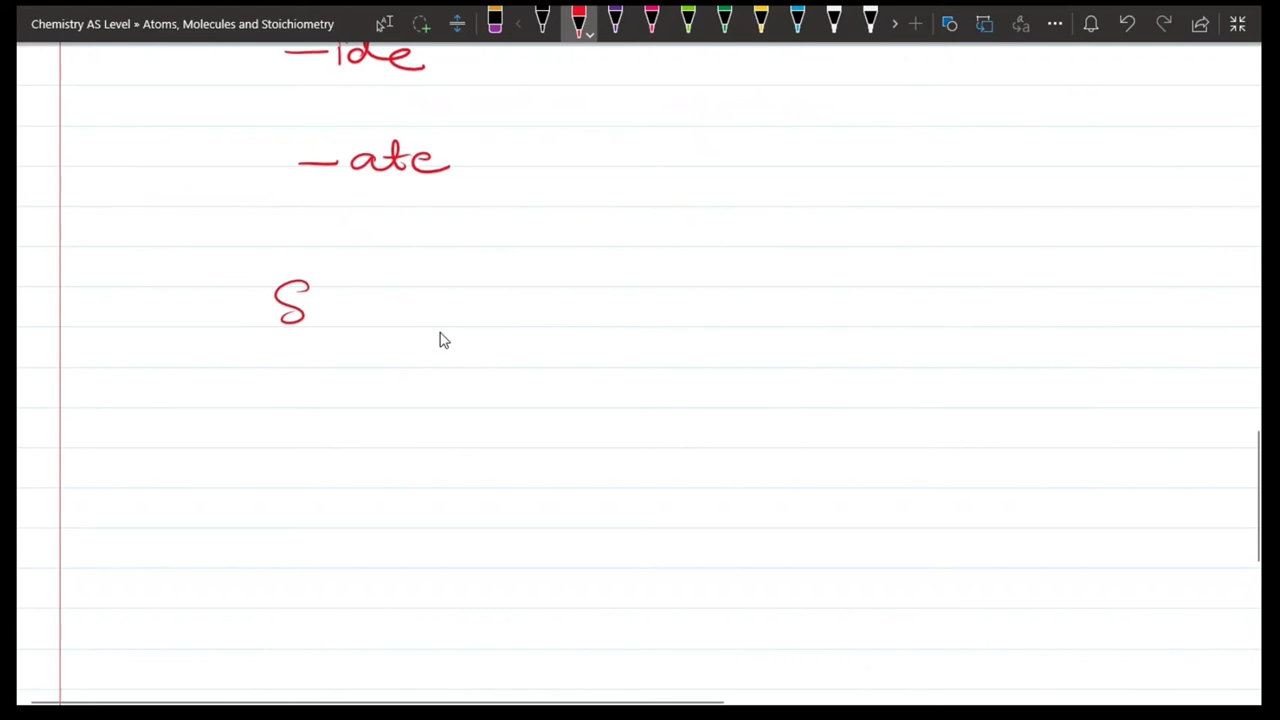 Chemistry AS Level » Atoms, Molecules and Stoichiometry
–ide
–ate
S